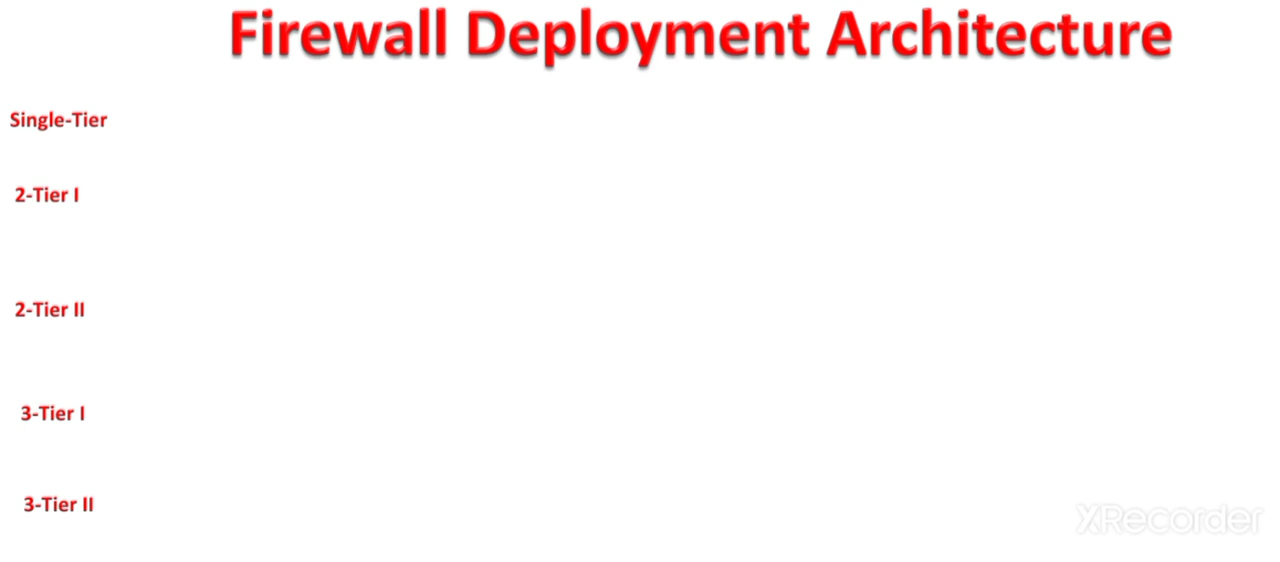 Firewall Deployment Architecture
Single-Tier
2-Tier I
2-Tier II
3-Tier I
3-Tier II
XRecorder